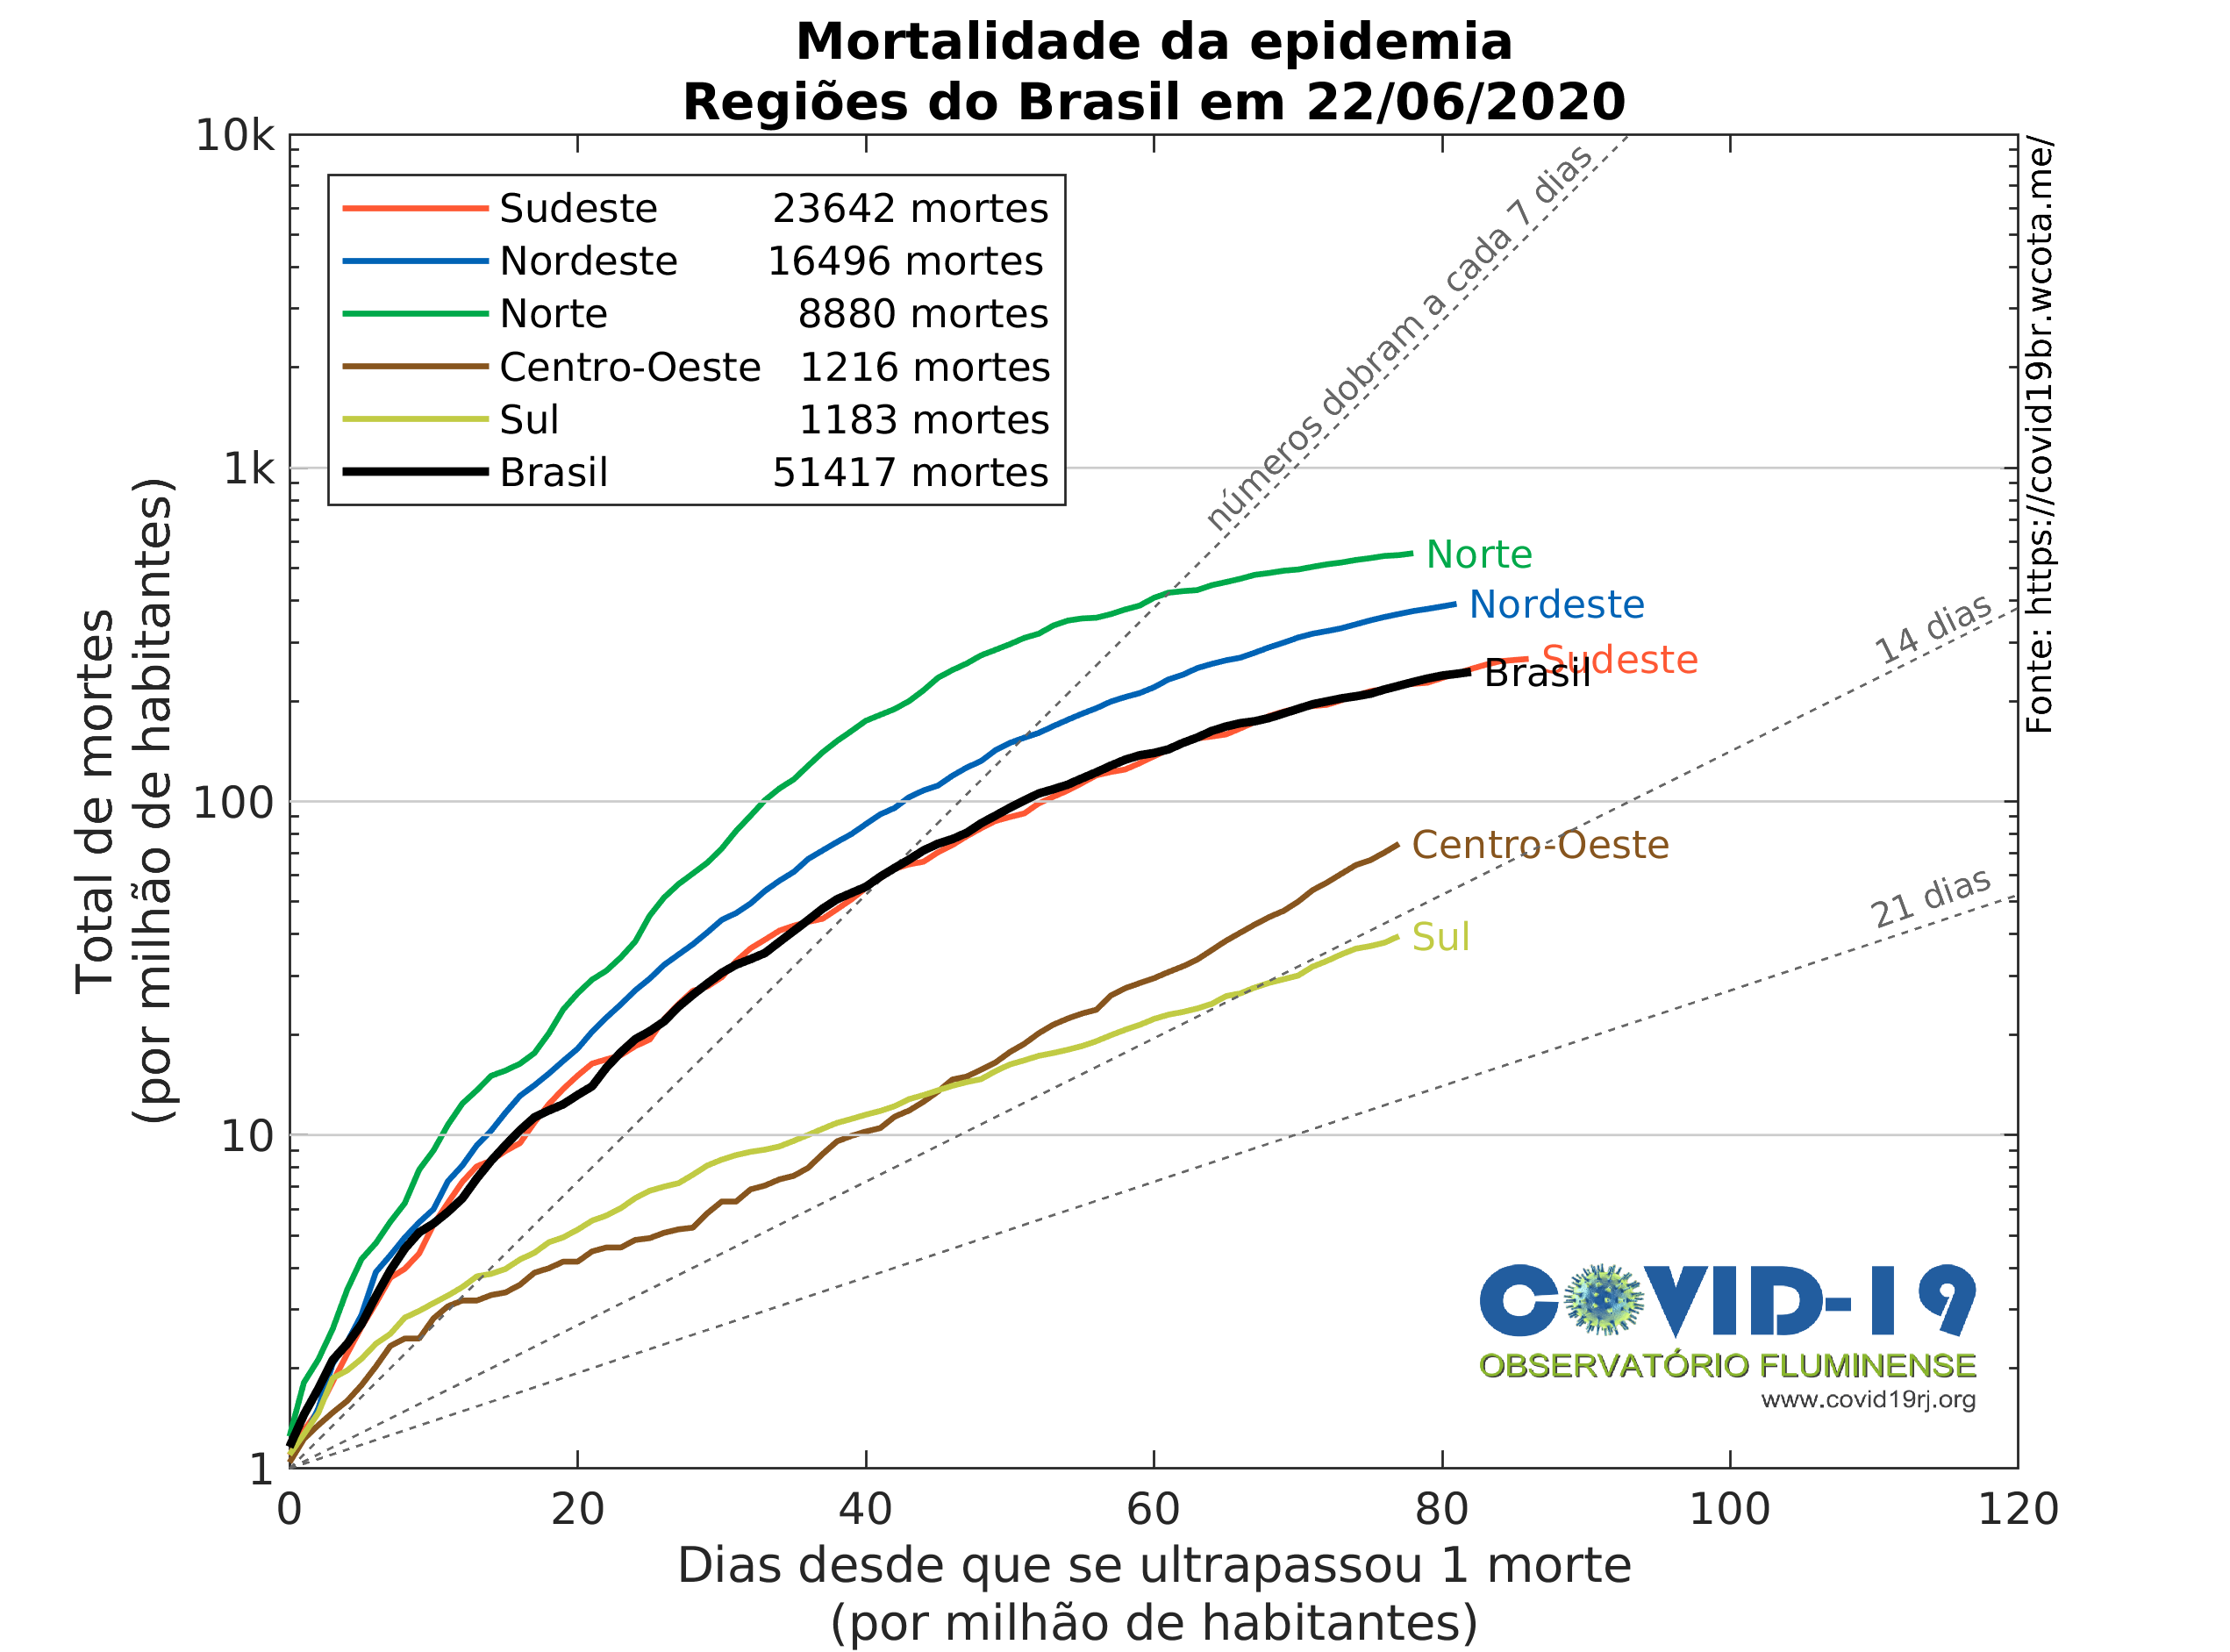 Mortalidade da epidemia
Regiões do Brasil em 22/06/2020
Total de mortes
(por milhão de habitantes)
10k
1k
100
10
1
Sudeste 23642 mortes
Nordeste 16496 mortes
Norte 8880 mortes
Centro-Oeste 1216 mortes
Sul 1183 mortes
Brasil 51417 mortes
números dobram a cada 7 dias
14 dias
21 dias
Norte
Nordeste
Sudeste
Brasil
Centro-Oeste
Sul
Fonte: https://covid19br.wcota.me/
COVID-19
OBSERVATÓRIO FLUMINENSE
www.covid19rj.org
0 20 40 60 80 100 120
Dias desde que se ultrapassou 1 morte
(por milhão de habitantes)